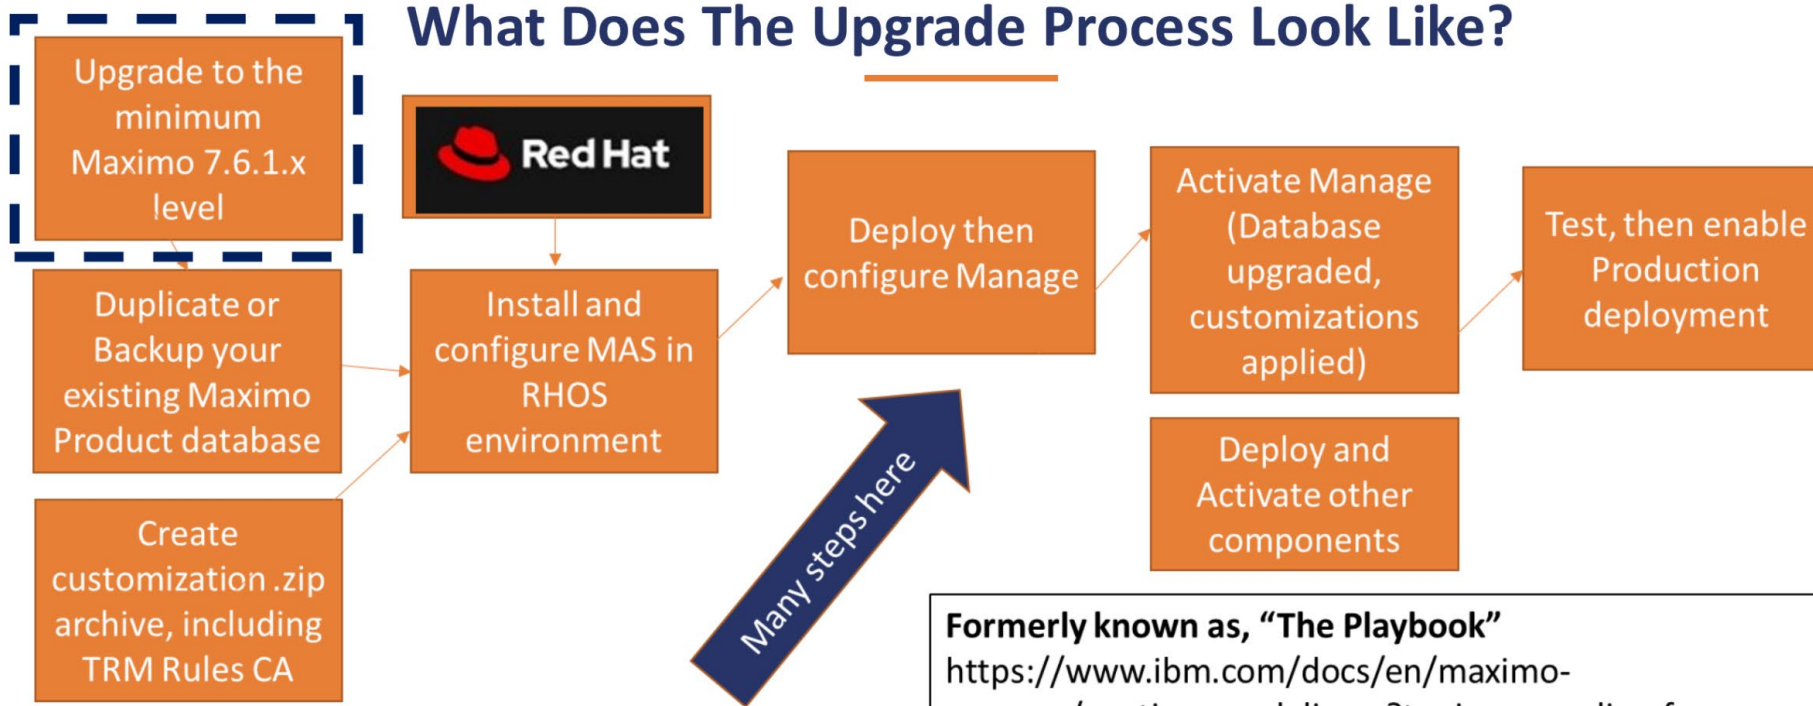 What Does The Upgrade Process Look Like?
Upgrade to the
minimum
Maximo 7.6.1.x
level
Duplicate or
Backup your
existing Maximo
Product database
Create
customization .zip
archive, including
TRM Rules CA
Red Hat
Install and
configure MAS in
RHOS
environment
Many steps here
Deploy then
configure Manage
Activate Manage
(Database
upgraded,
customizations
applied)
Deploy and
Activate other
components
Test, then enable
Production
deployment
Formerly known as, “The Playbook”
https://www.ibm.com/docs/en/maximo-